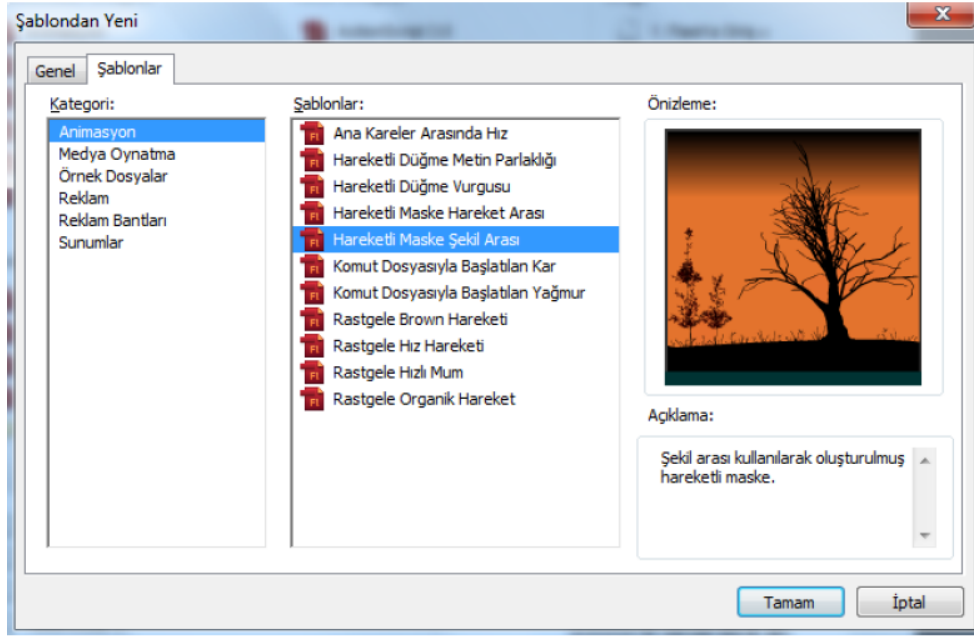 Şablondan Yeni
Genel
Şablonlar
Kategori:
Animasyon
Medya Oynatma
Örnek Dosyalar
Reklam
Reklam Bantları
Sunumlar
Şablonlar:
Ana Kareler Arasında Hız
Hareketli Düğme Metin Parlaklığı
Hareketli Düğme Vurgusu
Hareketli Maske Hareket Arası
Hareketli Maske Şekil Arası
Komut Dosyasıyla Başlatılan Kar
Komut Dosyasıyla Başlatılan Yağmur
Rastgele Brown Hareketi
Rastgele Hız Hareketi
Rastgele Hızlı Mum
Rastgele Organik Hareket
Önizleme:
Açıklama:
Şekil arası kullanılarak oluşturulmuş
hareketli maske.
Tamam
İptal